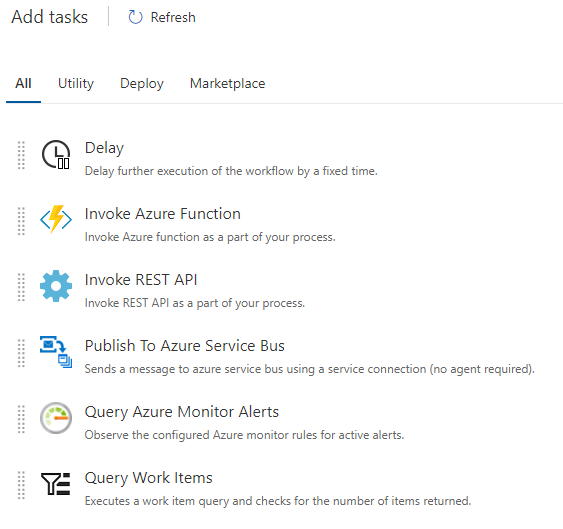 Add tasks Refresh
All Utility Deploy Marketplace
Delay
Delay further execution of the workflow by a fixed time.
Invoke Azure Function
Invoke Azure function as a part of your process.
Invoke REST API
Invoke REST API as a part of your process.
Publish To Azure Service Bus
Sends a message to azure service bus using a service connection (no agent required).
Query Azure Monitor Alerts
Observe the configured Azure monitor rules for active alerts.
Query Work Items
Executes a work item query and checks for the number of items returned.